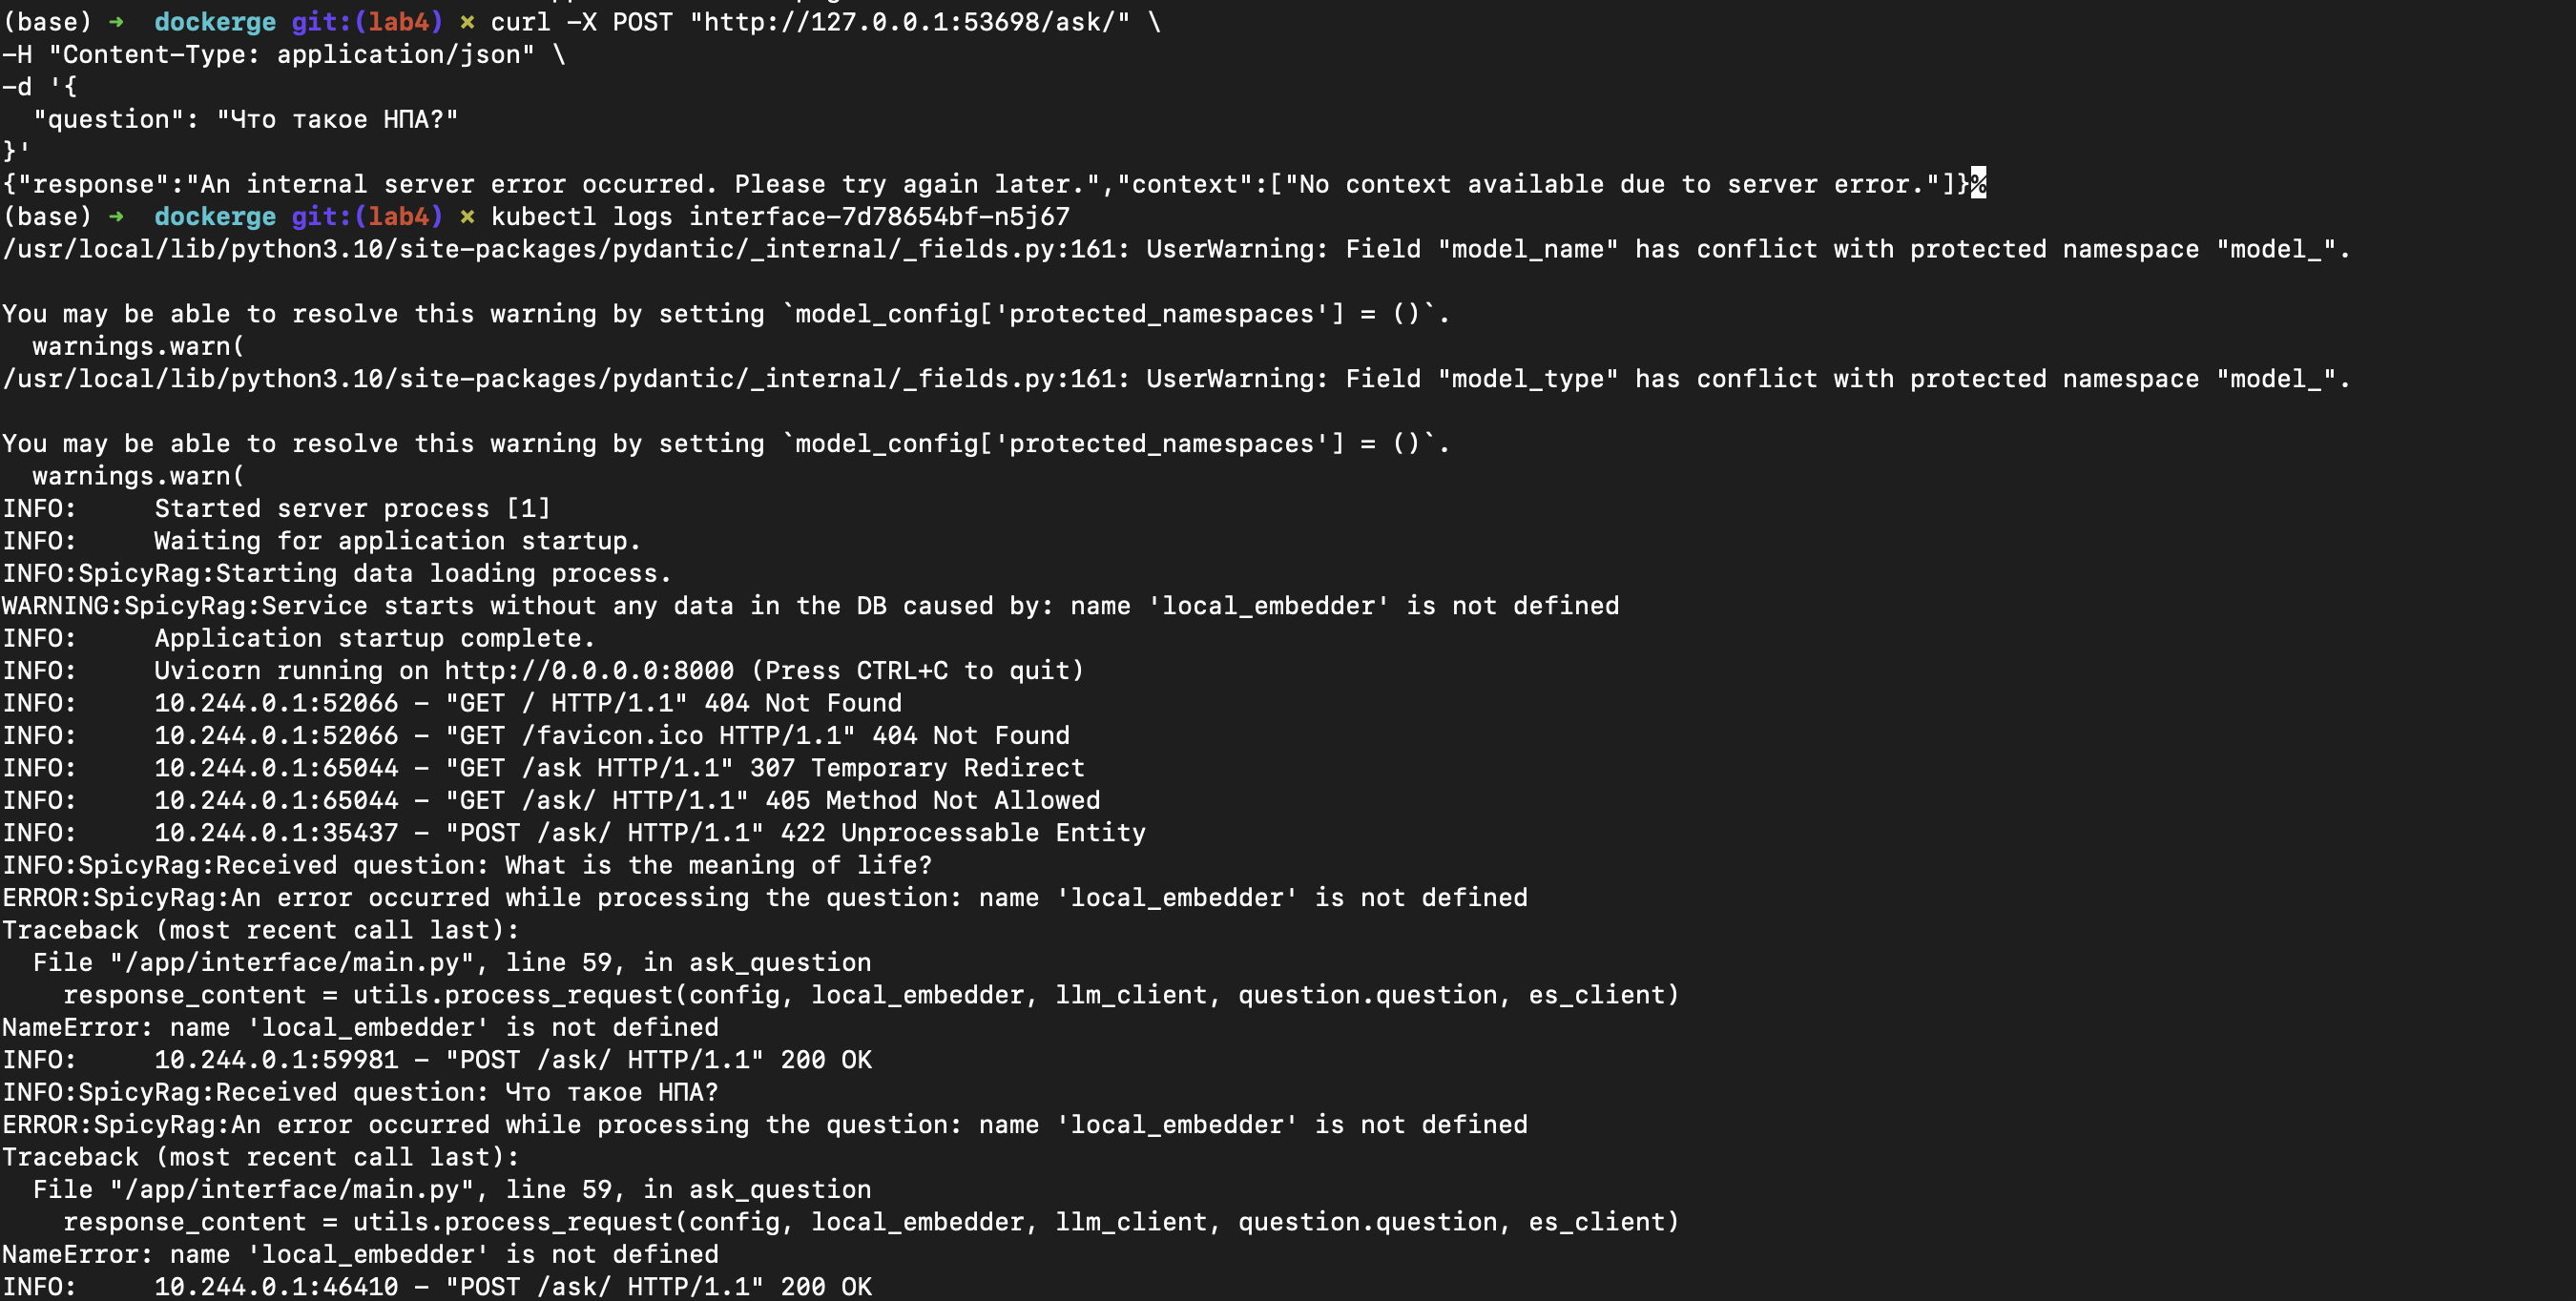 (base) ➜  dockerge git:(lab4) ✗ curl -X POST "http://127.0.0.1:53698/ask/" \
-H "Content-Type: application/json" \
-d '{
  "question": "Что такое НПА?"
}'
{"response":"An internal server error occurred. Please try again later.","context":["No context available due to server error."]}%
(base) ➜  dockerge git:(lab4) ✗ kubectl logs interface-7d78654bf-n5j67
/usr/local/lib/python3.10/site-packages/pydantic/_internal/_fields.py:161: UserWarning: Field "model_name" has conflict with protected namespace "model_".
You may be able to resolve this warning by setting `model_config['protected_namespaces'] = ()`.
  warnings.warn(
/usr/local/lib/python3.10/site-packages/pydantic/_internal/_fields.py:161: UserWarning: Field "model_type" has conflict with protected namespace "model_".
You may be able to resolve this warning by setting `model_config['protected_namespaces'] = ()`.
  warnings.warn(
INFO:     Started server process [1]
INFO:     Waiting for application startup.
INFO:SpicyRag:Starting data loading process.
WARNING:SpicyRag:Service starts without any data in the DB caused by: name 'local_embedder' is not defined
INFO:     Application startup complete.
INFO:     Uvicorn running on http://0.0.0.0:8000 (Press CTRL+C to quit)
INFO:     10.244.0.1:52066 - "GET / HTTP/1.1" 404 Not Found
INFO:     10.244.0.1:52066 - "GET /favicon.ico HTTP/1.1" 404 Not Found
INFO:     10.244.0.1:65044 - "GET /ask HTTP/1.1" 307 Temporary Redirect
INFO:     10.244.0.1:65044 - "GET /ask/ HTTP/1.1" 405 Method Not Allowed
INFO:     10.244.0.1:35437 - "POST /ask/ HTTP/1.1" 422 Unprocessable Entity
INFO:SpicyRag:Received question: What is the meaning of life?
ERROR:SpicyRag:An error occurred while processing the question: name 'local_embedder' is not defined
Traceback (most recent call last):
  File "/app/interface/main.py", line 59, in ask_question
    response_content = utils.process_request(config, local_embedder, llm_client, question.question, es_client)
NameError: name 'local_embedder' is not defined
INFO:     10.244.0.1:59981 - "POST /ask/ HTTP/1.1" 200 OK
INFO:SpicyRag:Received question: Что такое НПА?
ERROR:SpicyRag:An error occurred while processing the question: name 'local_embedder' is not defined
Traceback (most recent call last):
  File "/app/interface/main.py", line 59, in ask_question
    response_content = utils.process_request(config, local_embedder, llm_client, question.question, es_client)
NameError: name 'local_embedder' is not defined
INFO:     10.244.0.1:46410 - "POST /ask/ HTTP/1.1" 200 OK